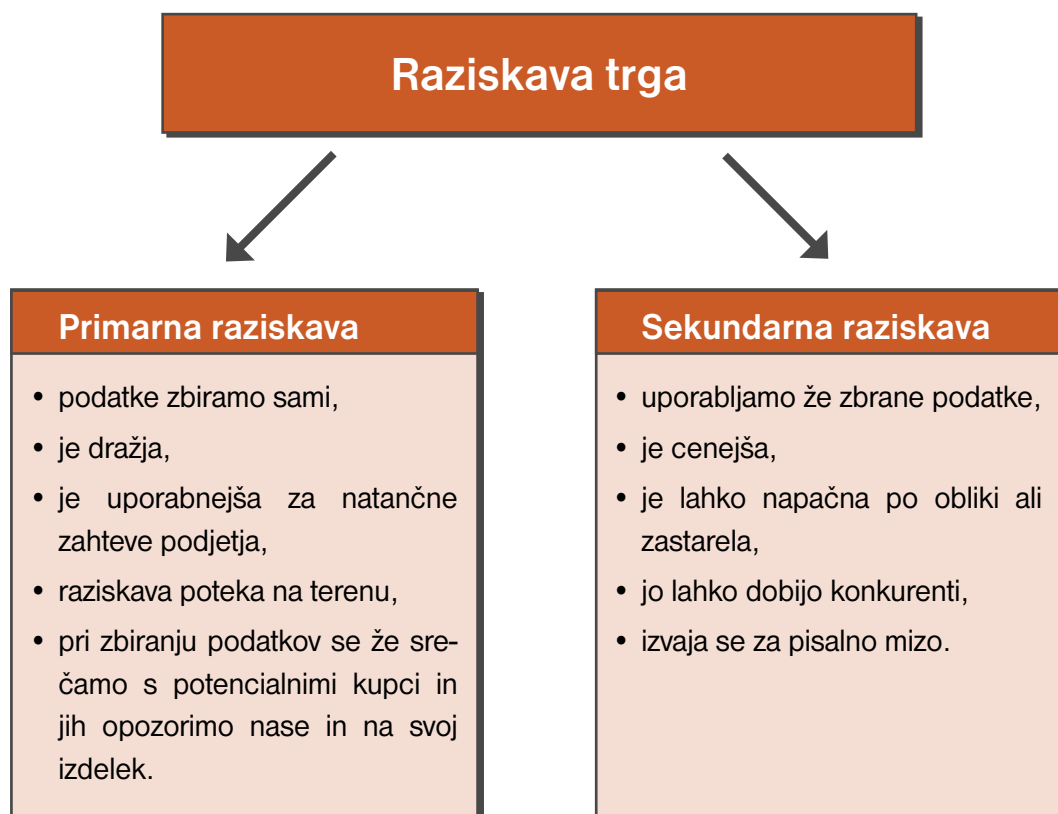 Raziskava trga
Primarna raziskava
• podatke zbiramo sami,
• je dražja,
• je uporabnejša za natančne
zahteve podjetja,
• raziskava poteka na terenu,
• pri zbiranju podatkov se že sre-
čamo s potencialnimi kupci in
jih opozorimo nase in na svoj
izdelek.
Sekundarna raziskava
• uporabljamo že zbrane podatke,
• je cenejša,
• je lahko napačna po obliki ali
zastarela,
• jo lahko dobijo konkurenti,
• izvaja se za pisalno mizo.